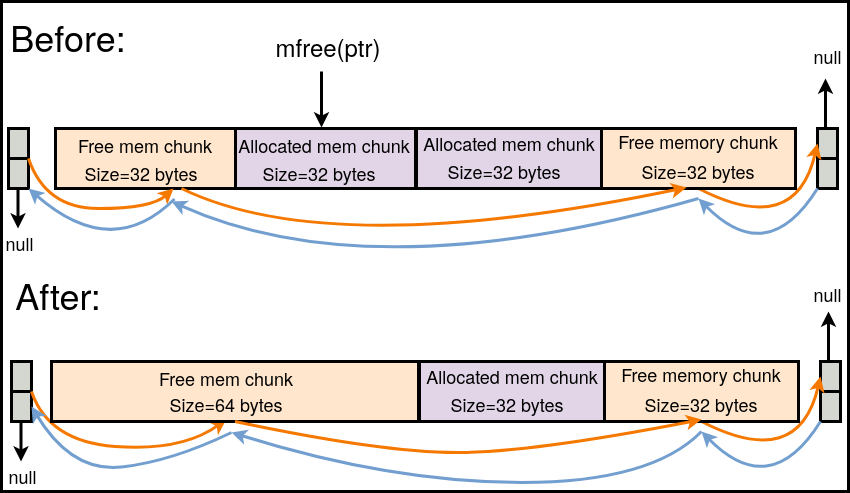 Before:
mfree(ptr)
null
Free mem chunk
Size=32 bytes
Allocated mem chunk
Size=32 bytes
Allocated mem chunk
Size=32 bytes
Free memory chunk
Size=32 bytes
null
After:
null
Free mem chunk
Size=64 bytes
Allocated mem chunk
Size=32 bytes
Free memory chunk
Size=32 bytes
null